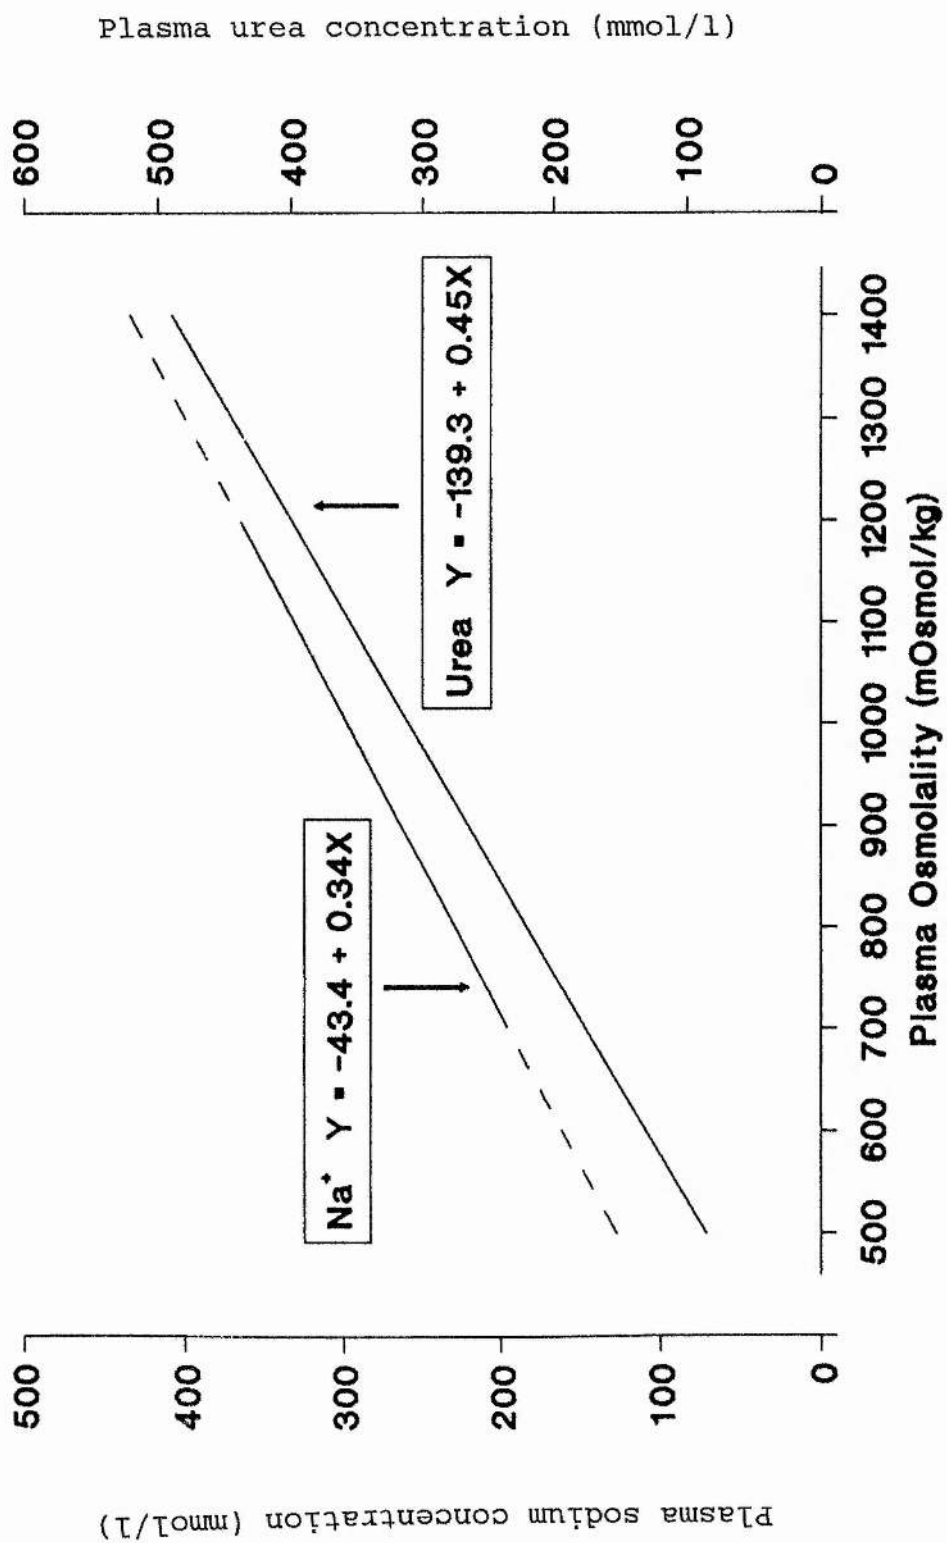 Plasma urea concentration (mmol/l)
600
500
400
300
200
100
0
Urea Y = -139.3 + 0.45X
Na⁺ Y = -43.4 + 0.34X
500
400
300
200
100
0
500 600 700 800 900 1000 1100 1200 1300 1400
Plasma Osmolality (mOsmol/kg)
Plasma sodium concentration (mmol/l)